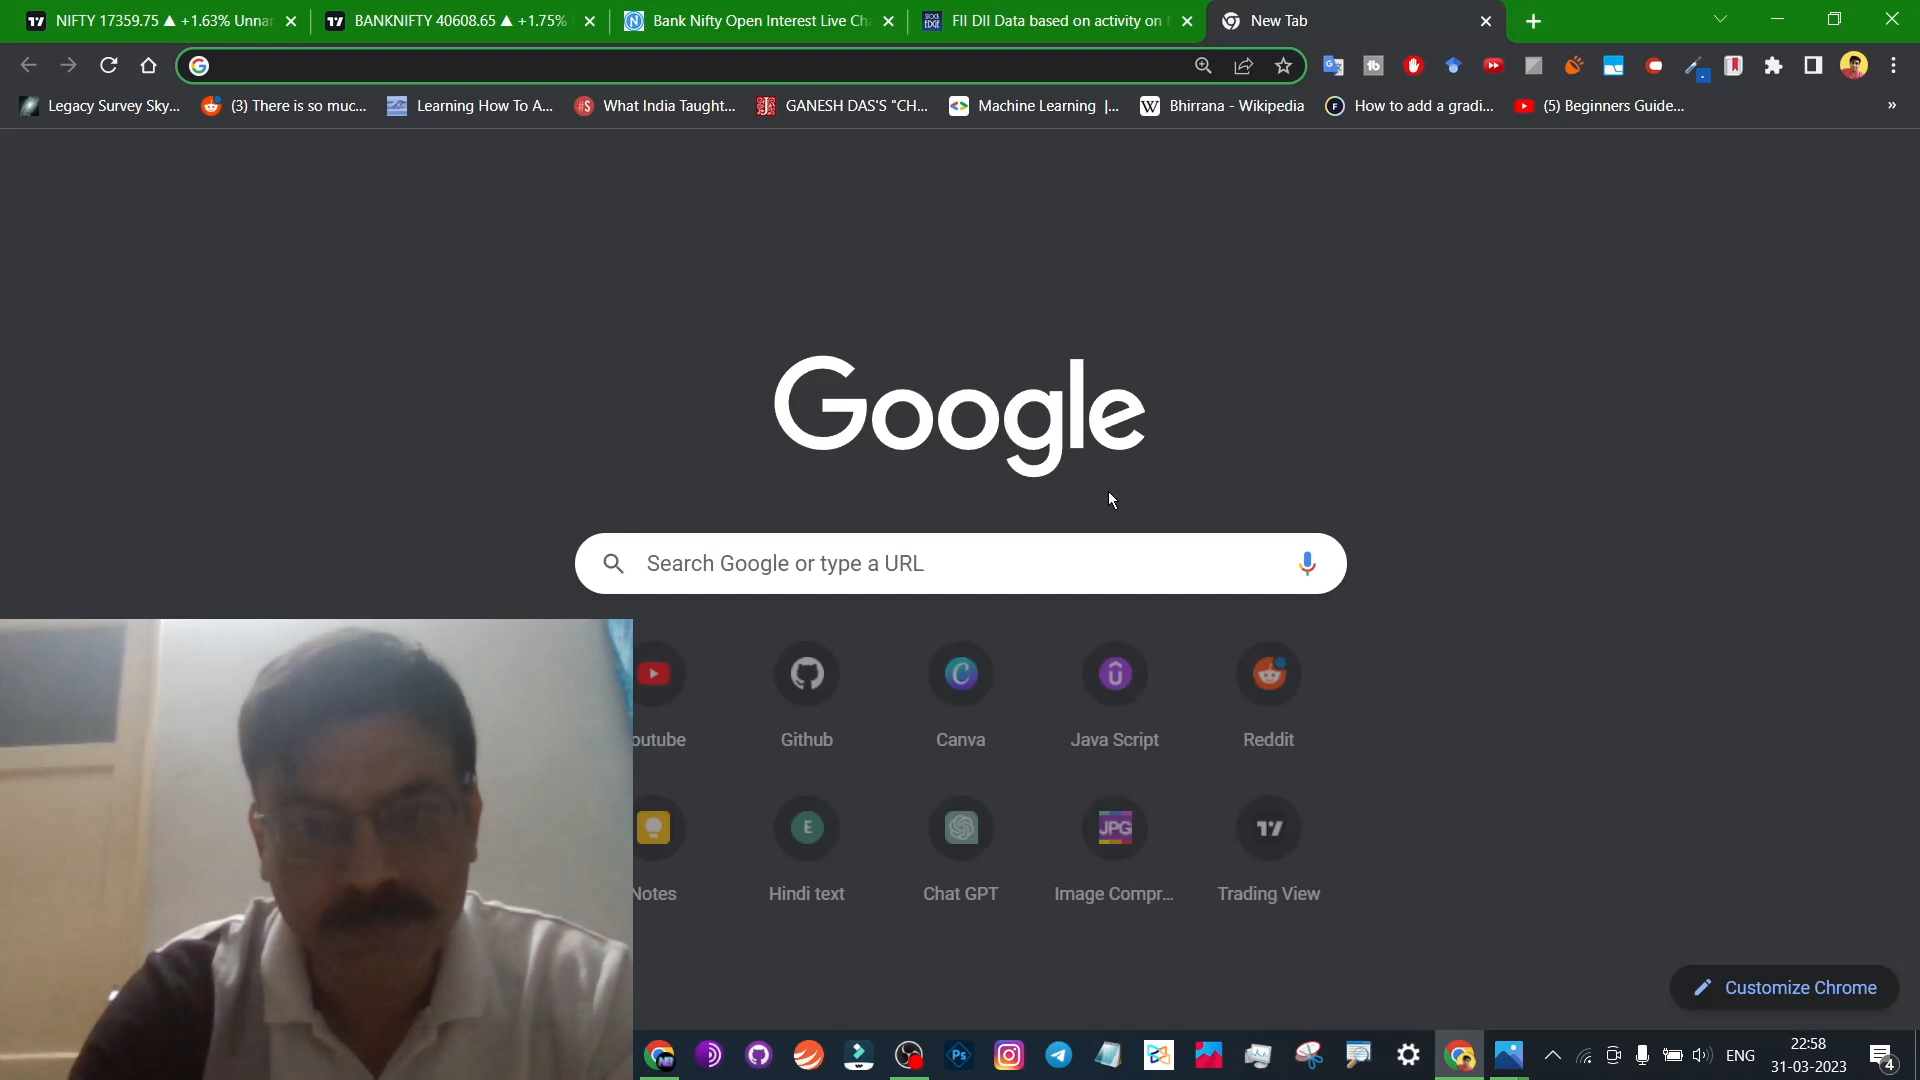 NIFTY 17359.75 ▲ +1.63% Unnar
BANKNIFTY 40608.65 ▲ +1.75%
Bank Nifty Open Interest Live Cha
FII DII Data based on activity on
New Tab
Legacy Survey Sky...
(3) There is so muc...
Learning How To A...
What India Taught...
GANESH DAS'S "CH...
Machine Learning |...
Bhirrana - Wikipedia
How to add a gradi...
(5) Beginners Guide...
Google
Search Google or type a URL
outube
Github
Canva
Java Script
Reddit
JPG
Notes
Hindi text
Chat GPT
Image Compr...
Trading View
Customize Chrome
Ps
ENG
22:58
31-03-2023
4